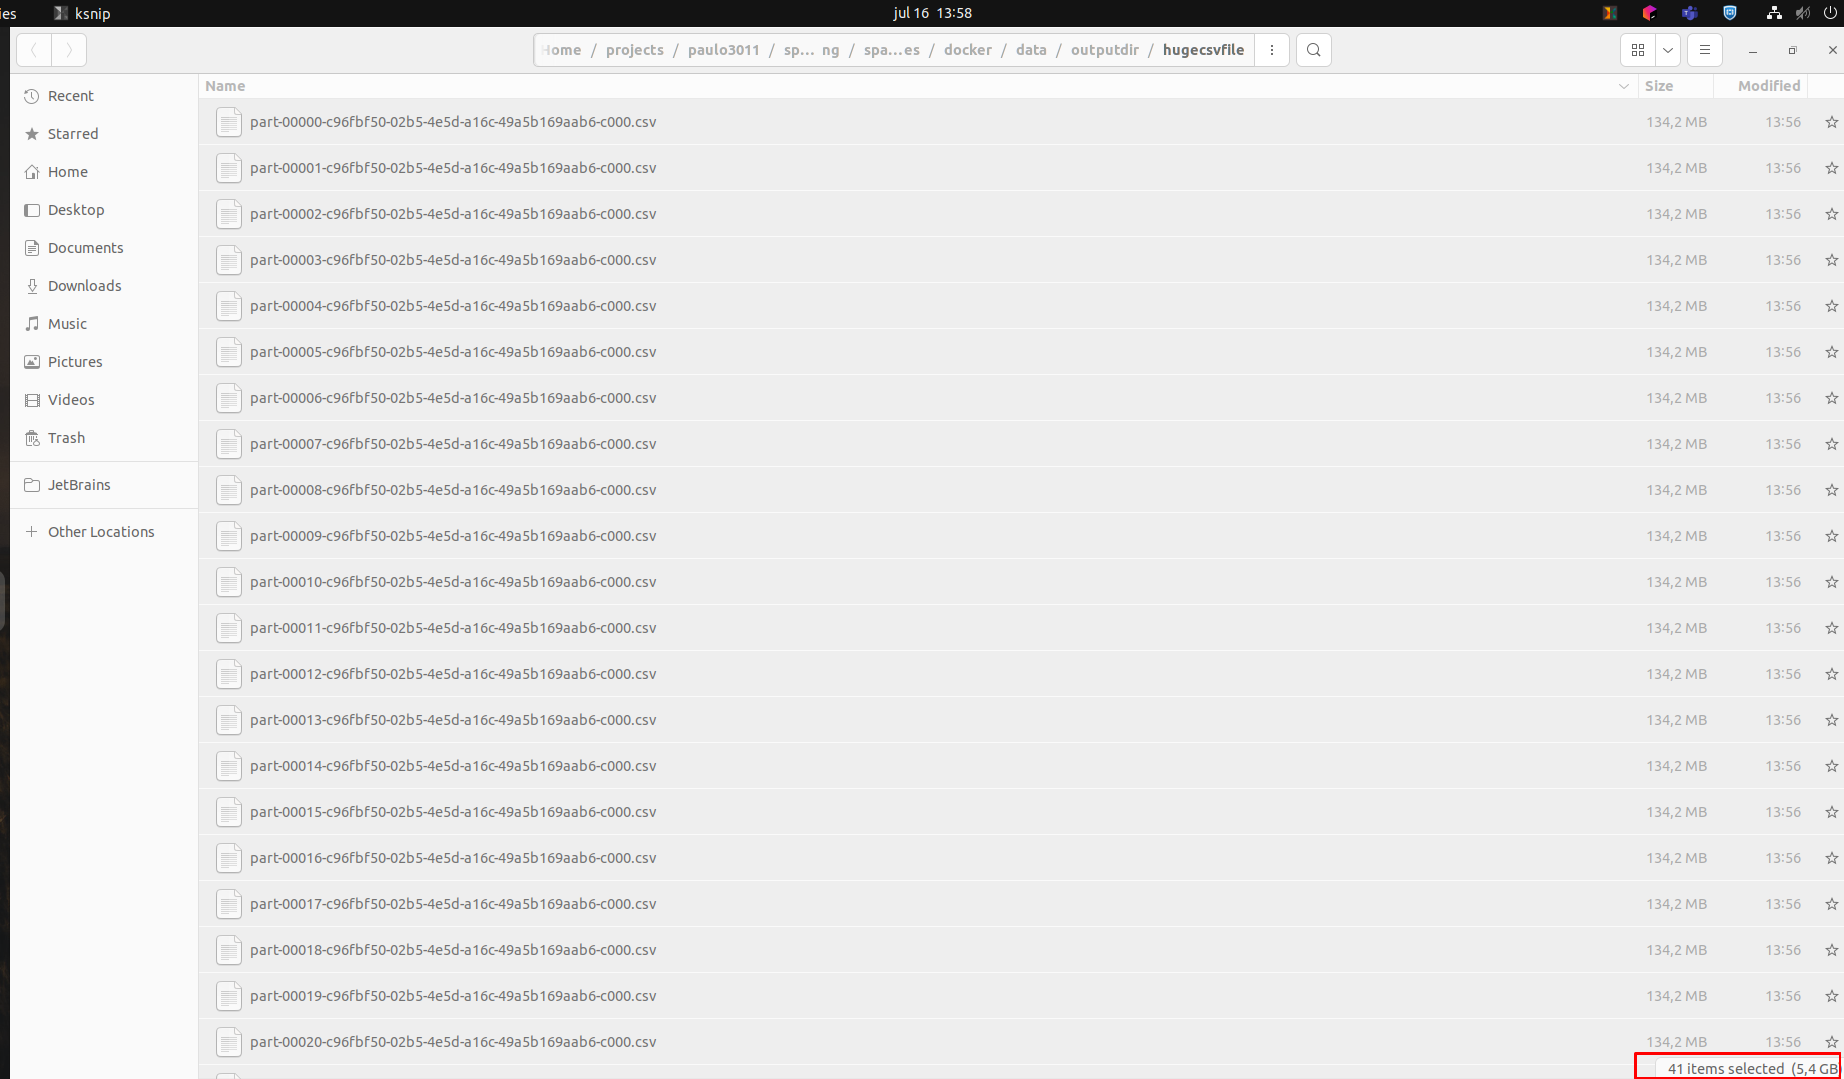 ies ksnip jul 16 13:58
Home / projects / paulo3011 / sp... ng / spa...es / docker / data / outputdir / hugecsvfile
Name Size Modified
Recent
Starred
Home
Desktop
Documents
Downloads
Music
Pictures
Videos
Trash
JetBrains
Other Locations
part-00000-c96fbf50-02b5-4e5d-a16c-49a5b169aab6-c000.csv 134,2 MB 13:56
part-00001-c96fbf50-02b5-4e5d-a16c-49a5b169aab6-c000.csv 134,2 MB 13:56
part-00002-c96fbf50-02b5-4e5d-a16c-49a5b169aab6-c000.csv 134,2 MB 13:56
part-00003-c96fbf50-02b5-4e5d-a16c-49a5b169aab6-c000.csv 134,2 MB 13:56
part-00004-c96fbf50-02b5-4e5d-a16c-49a5b169aab6-c000.csv 134,2 MB 13:56
part-00005-c96fbf50-02b5-4e5d-a16c-49a5b169aab6-c000.csv 134,2 MB 13:56
part-00006-c96fbf50-02b5-4e5d-a16c-49a5b169aab6-c000.csv 134,2 MB 13:56
part-00007-c96fbf50-02b5-4e5d-a16c-49a5b169aab6-c000.csv 134,2 MB 13:56
part-00008-c96fbf50-02b5-4e5d-a16c-49a5b169aab6-c000.csv 134,2 MB 13:56
part-00009-c96fbf50-02b5-4e5d-a16c-49a5b169aab6-c000.csv 134,2 MB 13:56
part-00010-c96fbf50-02b5-4e5d-a16c-49a5b169aab6-c000.csv 134,2 MB 13:56
part-00011-c96fbf50-02b5-4e5d-a16c-49a5b169aab6-c000.csv 134,2 MB 13:56
part-00012-c96fbf50-02b5-4e5d-a16c-49a5b169aab6-c000.csv 134,2 MB 13:56
part-00013-c96fbf50-02b5-4e5d-a16c-49a5b169aab6-c000.csv 134,2 MB 13:56
part-00014-c96fbf50-02b5-4e5d-a16c-49a5b169aab6-c000.csv 134,2 MB 13:56
part-00015-c96fbf50-02b5-4e5d-a16c-49a5b169aab6-c000.csv 134,2 MB 13:56
part-00016-c96fbf50-02b5-4e5d-a16c-49a5b169aab6-c000.csv 134,2 MB 13:56
part-00017-c96fbf50-02b5-4e5d-a16c-49a5b169aab6-c000.csv 134,2 MB 13:56
part-00018-c96fbf50-02b5-4e5d-a16c-49a5b169aab6-c000.csv 134,2 MB 13:56
part-00019-c96fbf50-02b5-4e5d-a16c-49a5b169aab6-c000.csv 134,2 MB 13:56
part-00020-c96fbf50-02b5-4e5d-a16c-49a5b169aab6-c000.csv 134,2 MB 13:56
41 items selected (5,4 GB